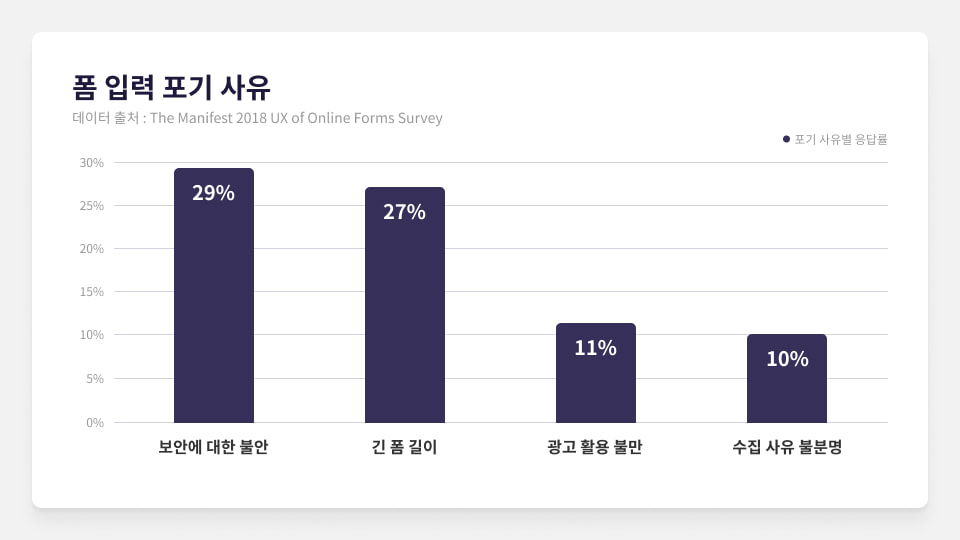 폼 입력 포기 사유
데이터 출처 : The Manifest 2018 UX of Online Forms Survey
포기 사유별 응답률
30%
25%
20%
15%
10%
5%
0%
29%
27%
11%
10%
보안에 대한 불안
긴 폼 길이
광고 활용 불만
수집 사유 불분명